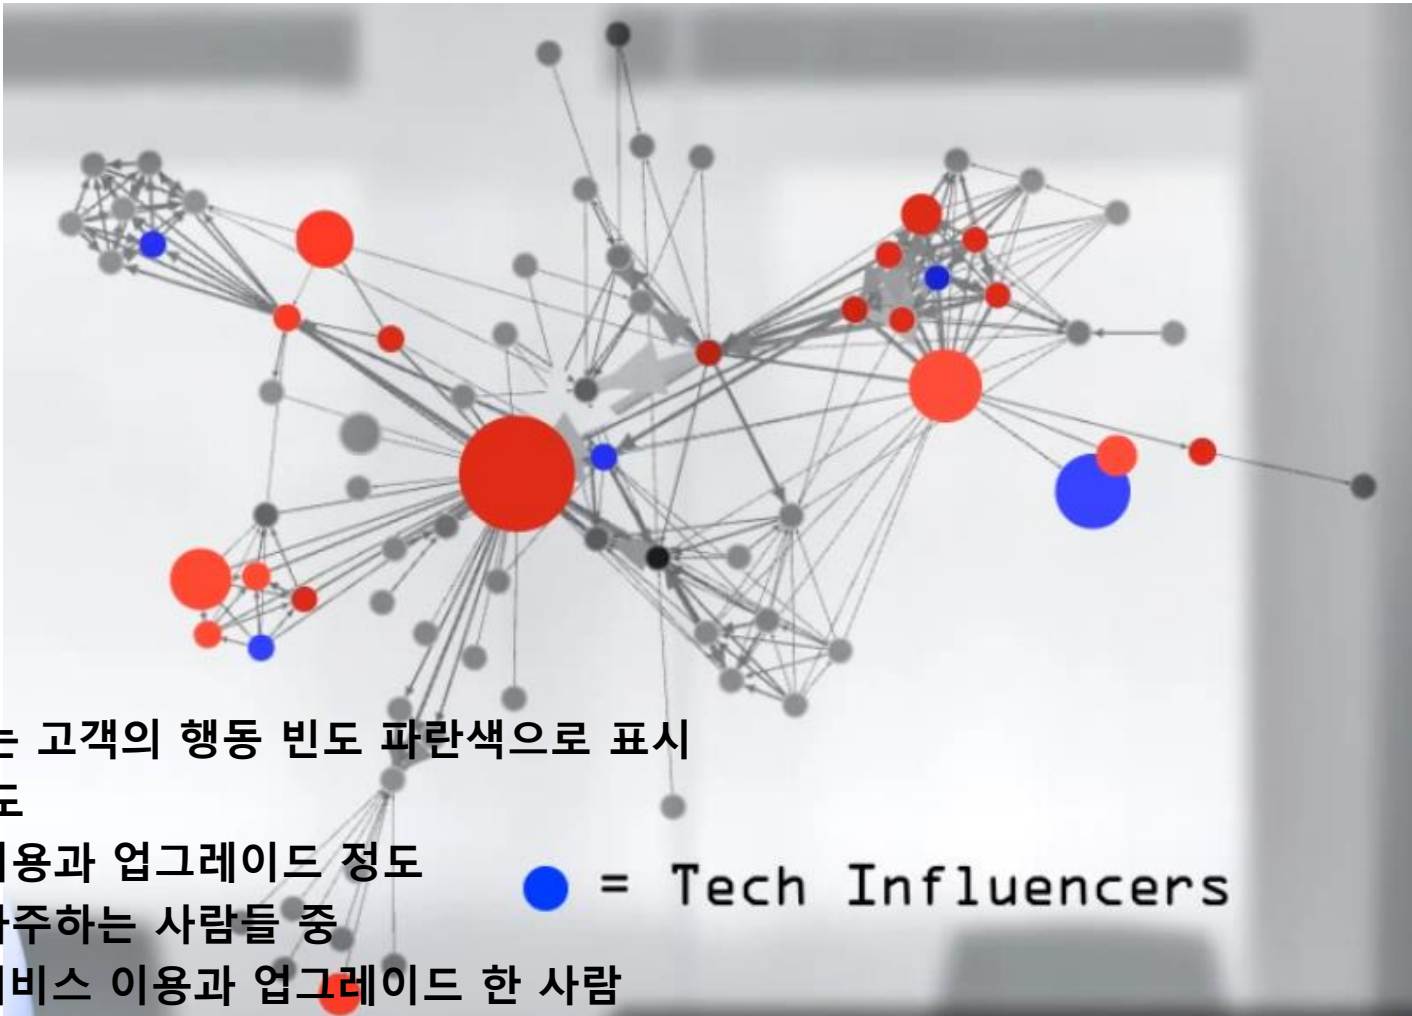 는 고객의 행동 빈도 파란색으로 표시
도
이용과 업그레이드 정도
= Tech Influencers
하는 사람들 중
비스 이용과 업그레이드 한 사람